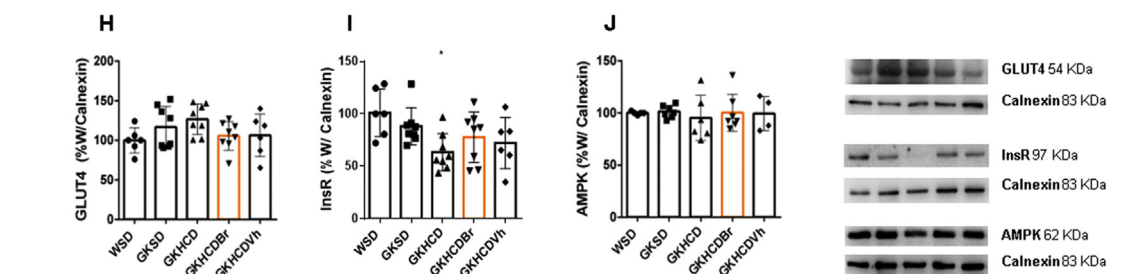 H
I
J
GLUT4 (%W/Calnexin)
200
150
100
50
0
WSD
GKSD
GKHCD
GKHCDBr
GKHCDVh
InsR (% W/ Calnexin)
150
100
50
0
*
WSD
GKSD
GKHCD
GKHCDBr
GKHCDVh
AMPK (% W/ Calnexin)
150
100
50
0
WSD
GKSD
GKHCD
GKHCDBr
GKHCDVh
GLUT4 54 KDa
Calnexin 83 KDa
InsR 97 KDa
Calnexin 83 KDa
AMPK 62 KDa
Calnexin 83 KDa